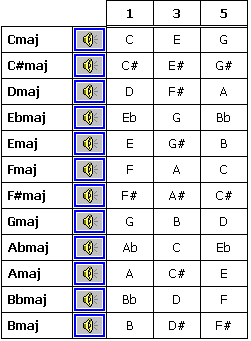 1 3 5
Cmaj C E G
C#maj C# E# G#
Dmaj D F# A
Ebmaj Eb G Bb
Emaj E G# B
Fmaj F A C
F#maj F# A# C#
Gmaj G B D
Abmaj Ab C Eb
Amaj A C# E
Bbmaj Bb D F
Bmaj B D# F#